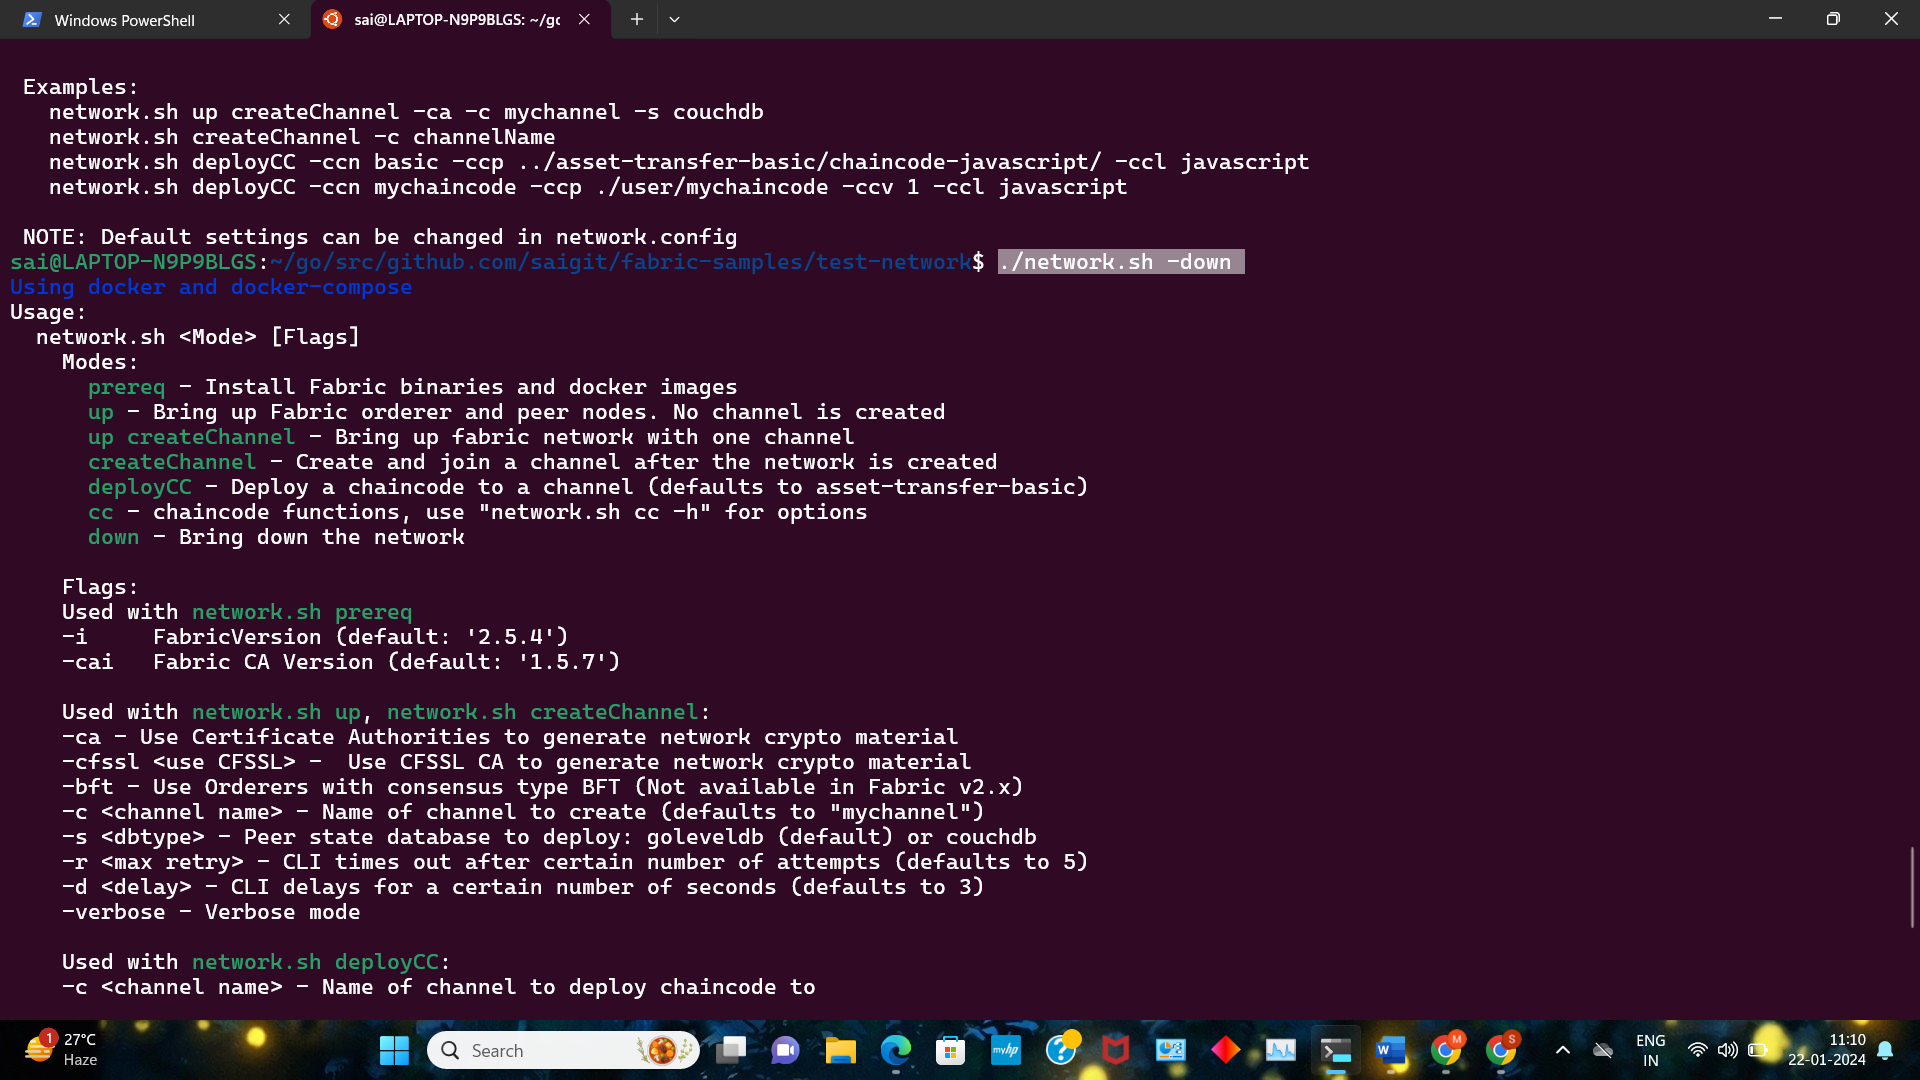 Windows PowerShell
sai@LAPTOP-N9P9BLGS: ~/go
Examples:
network.sh up createChannel -ca -c mychannel -s couchdb
network.sh createChannel -c channelName
network.sh deployCC -ccn basic -ccp ../asset-transfer-basic/chaincode-javascript/ -ccl javascript
network.sh deployCC -ccn mychaincode -ccp ./user/mychaincode -ccv 1 -ccl javascript
NOTE: Default settings can be changed in network.config
sai@LAPTOP-N9P9BLGS:~/go/src/github.com/saigit/fabric-samples/test-network$ ./network.sh -down
Using docker and docker-compose
Usage:
network.sh <Mode> [Flags]
Modes:
prereq - Install Fabric binaries and docker images
up - Bring up Fabric orderer and peer nodes. No channel is created
up createChannel - Bring up fabric network with one channel
createChannel - Create and join a channel after the network is created
deployCC - Deploy a chaincode to a channel (defaults to asset-transfer-basic)
cc - chaincode functions, use "network.sh cc -h" for options
down - Bring down the network
Flags:
Used with network.sh prereq
-i     FabricVersion (default: '2.5.4')
-cai   Fabric CA Version (default: '1.5.7')
Used with network.sh up, network.sh createChannel:
-ca - Use Certificate Authorities to generate network crypto material
-cfssl <use CFSSL> -  Use CFSSL CA to generate network crypto material
-bft - Use Orderers with consensus type BFT (Not available in Fabric v2.x)
-c <channel name> - Name of channel to create (defaults to "mychannel")
-s <dbtype> - Peer state database to deploy: goleveldb (default) or couchdb
-r <max retry> - CLI times out after certain number of attempts (defaults to 5)
-d <delay> - CLI delays for a certain number of seconds (defaults to 3)
-verbose - Verbose mode
Used with network.sh deployCC:
-c <channel name> - Name of channel to deploy chaincode to
1
27°C
Haze
Search
myhp
?
W
M
S
ENG
IN
11:10
22-01-2024